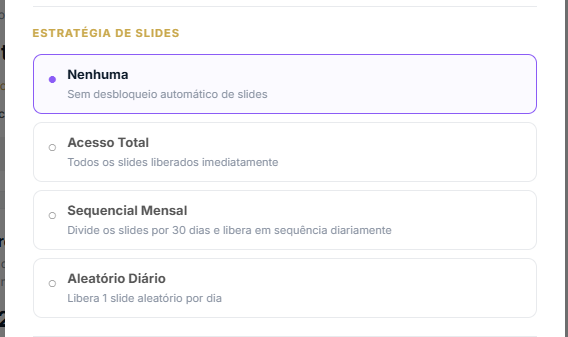 ESTRATÉGIA DE SLIDES
Nenhuma
Sem desbloqueio automático de slides
Acesso Total
Todos os slides liberados imediatamente
Sequencial Mensal
Divide os slides por 30 dias e libera em sequência diariamente
Aleatório Diário
Libera 1 slide aleatório por dia